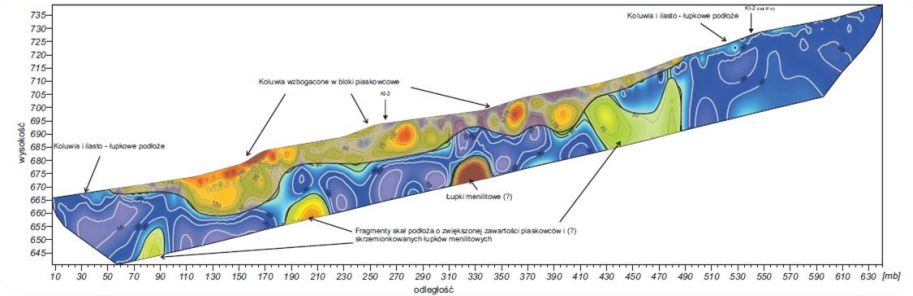 Koluwia i ilasto - łupkowe podłoże
Kl-2
Koluwia wzbogacone w bloki piaskowcowe
Kl-2
Koluwia i ilasto - łupkowe podłoże
Łupki menilitowe (?)
Fragmenty skał podłoża o zwiększonej zawartości piaskowców i (?)
skrzemionkowanych łupków menilitowych
wysokość
735
730
725
720
715
710
705
700
695
690
685
680
675
670
665
660
655
650
645
10 30 50 70 90 110 130 150 170 190 210 230 250 270 290 310 330 350 370 390 410 430 450 470 490 510 530 550 570 590 610 630 [mb]
odległość